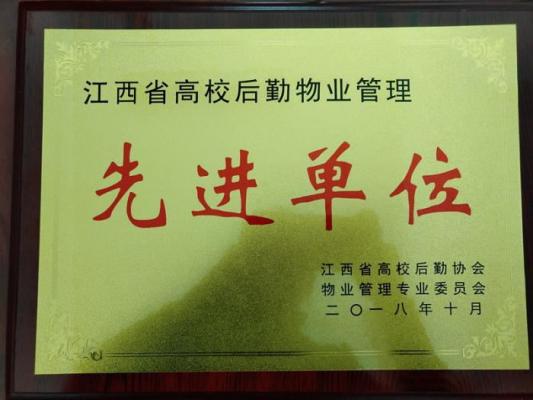 江西省高校后勤物业管理
先进单位
江西省高校后勤协会
物业管理专业委员会
二〇一八年十月